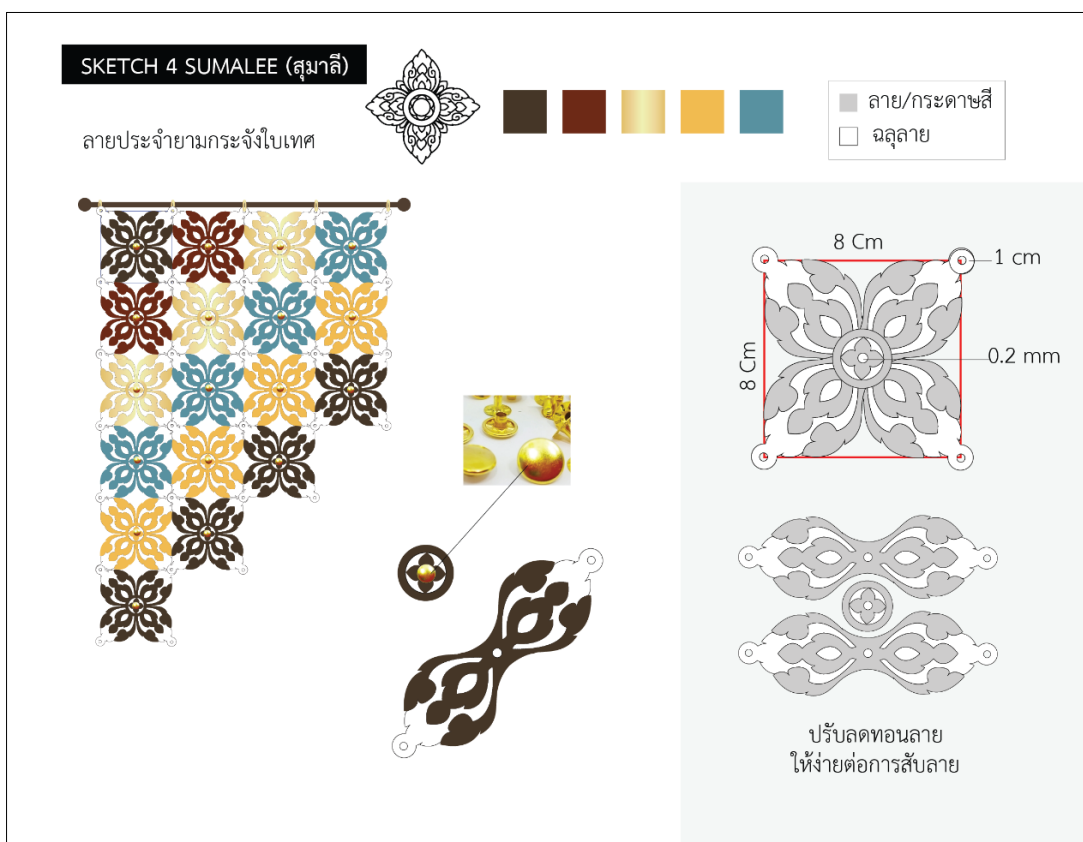 SKETCH 4 SUMALEE (สุมาลี)
ลายประจำยามกระจังใบเทศ
ลาย/กระดาษสี
ฉลุลาย
8 Cm
1 cm
8 Cm
0.2 mm
ปรับลดทอนลาย
ให้ง่ายต่อการสับลาย